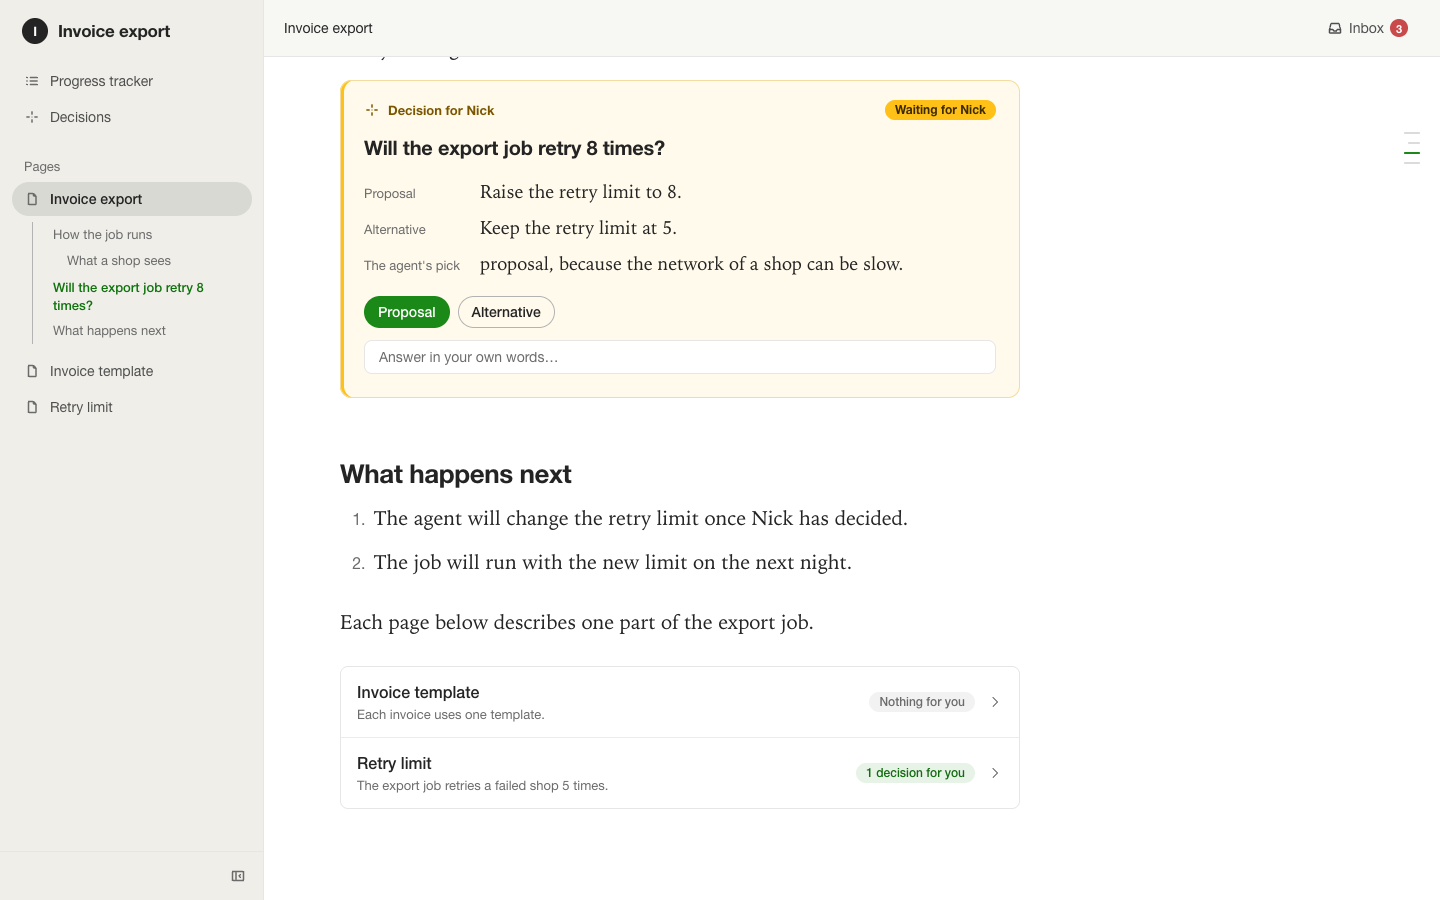 I
Invoice export
Progress tracker
Decisions
Pages
Invoice export
How the job runs
What a shop sees
Will the export job retry 8
times?
What happens next
Invoice template
Retry limit
Invoice export
Inbox 3
Decision for Nick
Waiting for Nick
Will the export job retry 8 times?
Proposal Raise the retry limit to 8.
Alternative Keep the retry limit at 5.
The agent's pick proposal, because the network of a shop can be slow.
Proposal Alternative
Answer in your own words…
What happens next
1. The agent will change the retry limit once Nick has decided.
2. The job will run with the new limit on the next night.
Each page below describes one part of the export job.
Invoice template
Each invoice uses one template.
Nothing for you
Retry limit
The export job retries a failed shop 5 times.
1 decision for you